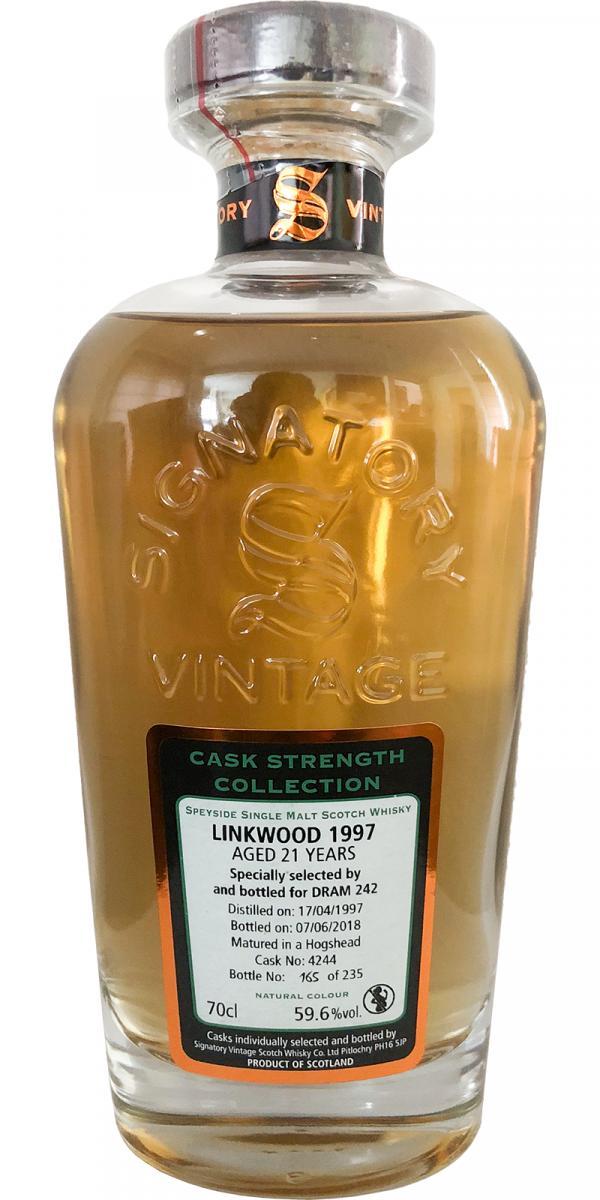 ORY S VINT
SIGNATORY
S
VINTAGE
CASK STRENGTH
COLLECTION
SPEYSIDE SINGLE MALT SCOTCH WHISKY
LINKWOOD 1997
AGED 21 YEARS
Specially selected by
and bottled for DRAM 242
Distilled on: 17/04/1997
Bottled on: 07/06/2018
Matured in a Hogshead
Cask No: 4244
Bottle No: 165 of 235
NATURAL COLOUR
70cl 59.6%vol.
Casks individually selected and bottled by
Signatory Vintage Scotch Whisky Co. Ltd Pitlochry PH16 5JP
PRODUCT OF SCOTLAND